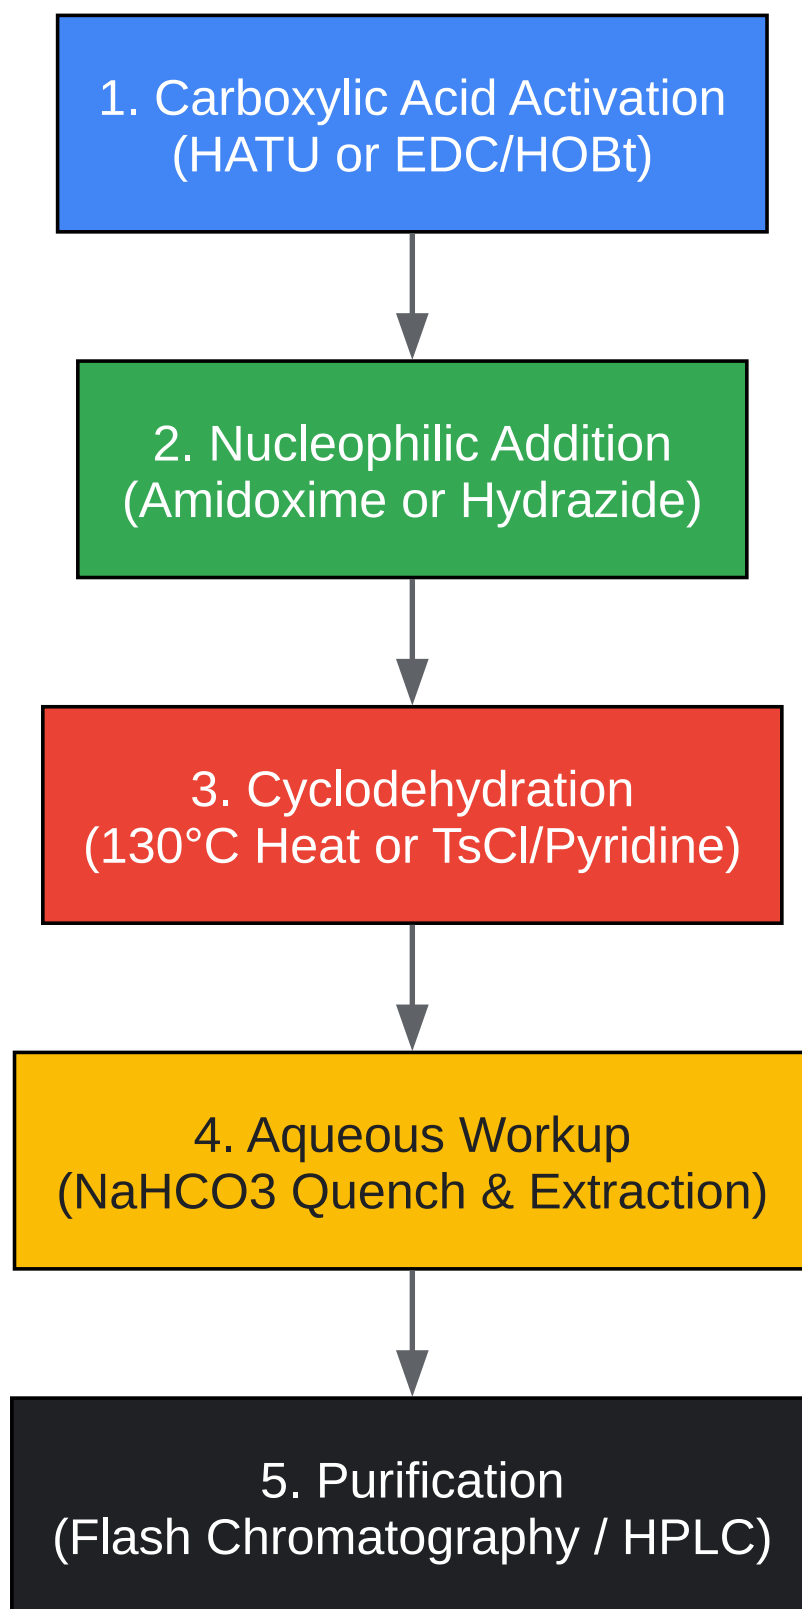 1. Carboxylic Acid Activation
(HATU or EDC/HOBt)
2. Nucleophilic Addition
(Amidoxime or Hydrazide)
3. Cyclodehydration
(130°C Heat or TsCl/Pyridine)
4. Aqueous Workup
(NaHCO3 Quench & Extraction)
5. Purification
(Flash Chromatography / HPLC)